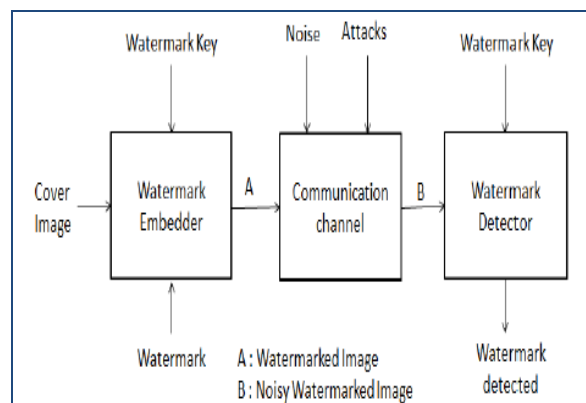 Watermark Key
Noise
Attacks
Watermark Key
Cover
Image
Watermark
Embedder
A
Communication
channel
B
Watermark
Detector
Watermark
A : Watermarked Image
B : Noisy Watermarked Image
Watermark
detected